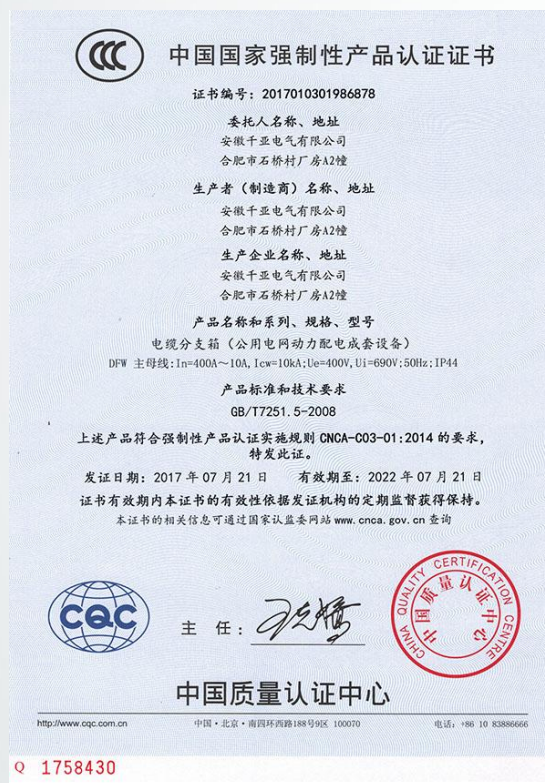 中国国家强制性产品认证证书
证书编号：2017010301986878
委托人名称、地址
安徽千亚电气有限公司
合肥市石桥村厂房A2幢
生产者（制造商）名称、地址
安徽千亚电气有限公司
合肥市石桥村厂房A2幢
生产企业名称、地址
安徽千亚电气有限公司
合肥市石桥村厂房A2幢
产品名称和系列、规格、型号
电缆分支箱（公用电网动力配电成套设备）
DFW 主母线:In=400A～10A,Icw=10kA;Ue=400V,Ui=690V;50Hz;IP44
产品标准和技术要求
GB/T7251.5-2008
上述产品符合强制性产品认证实施规则 CNCA-C03-01:2014 的要求，
特发此证。
发证日期：2017 年 07 月 21 日 有效期至：2022 年 07 月 21 日
证书有效期内本证书的有效性依据发证机构的定期监督获得保持。
本证书的相关信息可通过国家认监委网站 www.cnca.gov.cn 查询
CQC
主 任：
CHINA QUALITY CERTIFICATION CENTRE
中国质量认证中心
中国质量认证中心
http://www.cqc.com.cn 中国·北京·南四环西路188号9区 100070 电话：+86 10 83886666
Q 1758430